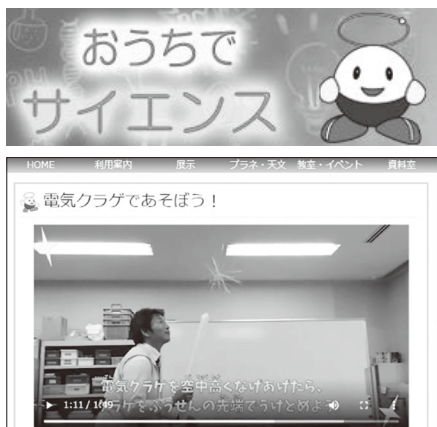 おうちで
サイエンス
HOME 利用案内 展示 プラネ・天文 教室・イベント 資料室
電気クラゲであそぼう！
電気クラゲを空中高くなげあげたら、
クラゲをふうせんの先端でうけとめよう
1:11 / 1:49